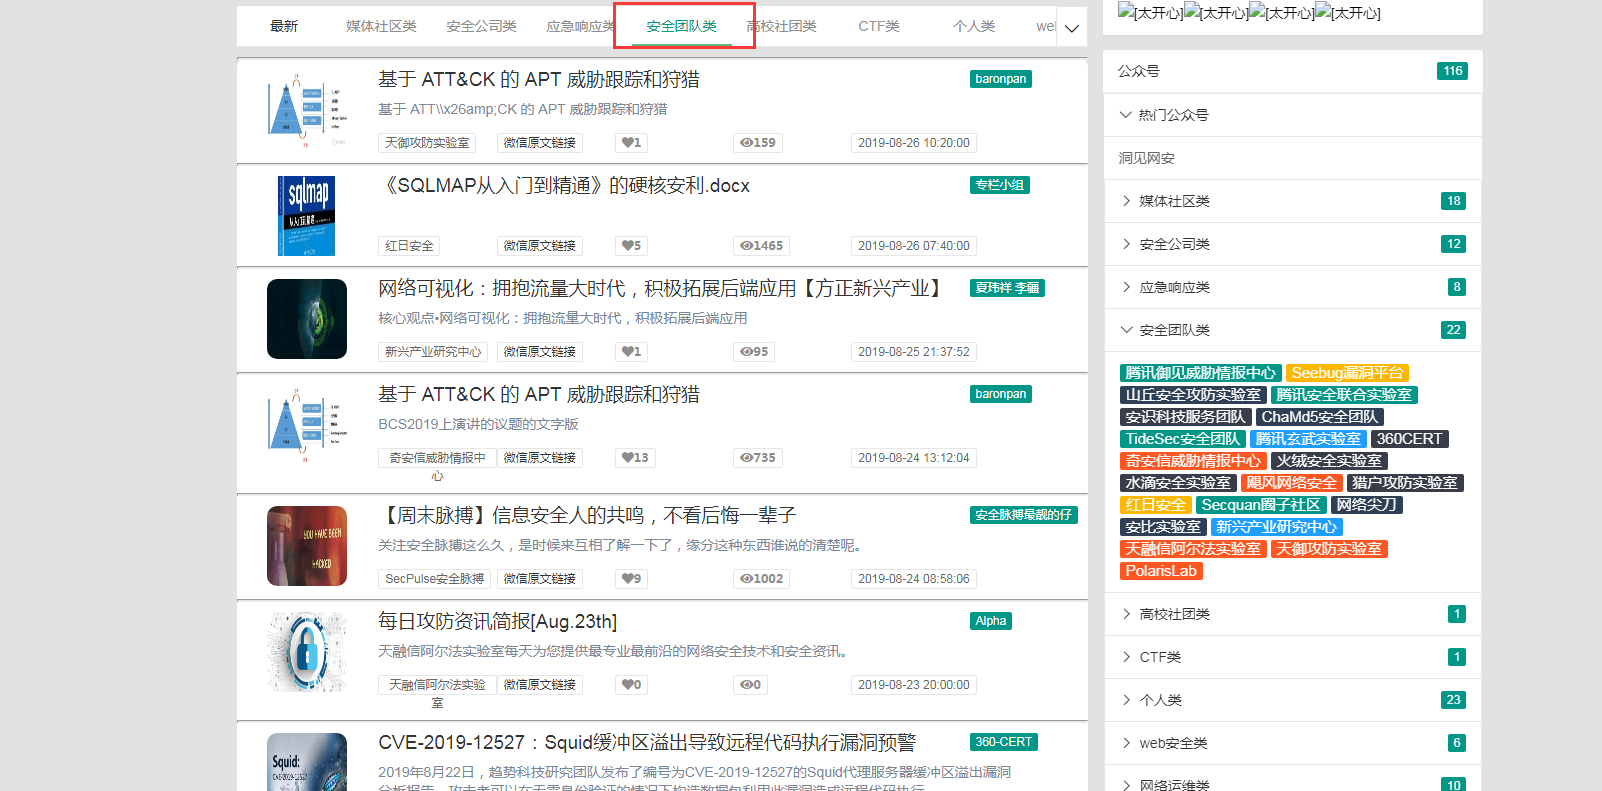 最新 媒体社区类 安全公司类 应急响应类 安全团队类 高校社团类 CTF类 个人类
基于 ATT&CK 的 APT 威胁跟踪和狩猎 baronpan
基于 ATT\\x26amp;CK 的 APT 威胁跟踪和狩猎
天御攻防实验室 微信原文链接 1 159 2019-08-26 10:20:00
sqlmap
从入门到精通
《SQLMAP从入门到精通》的硬核安利.docx 专栏小组
红日安全 微信原文链接 5 1465 2019-08-26 07:40:00
网络可视化：拥抱流量大时代，积极拓展后端应用【方正新兴产业】 夏玮祥 李疆
核心观点•网络可视化：拥抱流量大时代，积极拓展后端应用
新兴产业研究中心 微信原文链接 1 95 2019-08-25 21:37:52
基于 ATT&CK 的 APT 威胁跟踪和狩猎 baronpan
BCS2019上演讲的议题的文字版
奇安信威胁情报中心 微信原文链接 13 735 2019-08-24 13:12:04
YOU HAVE BEEN
HACKED
【周末脉搏】信息安全人的共鸣，不看后悔一辈子 安全脉搏最靓的仔
关注安全脉搏这么久，是时候来互相了解一下了，缘分这种东西谁说的清楚呢。
SecPulse安全脉搏 微信原文链接 9 1002 2019-08-24 08:58:06
每日攻防资讯简报[Aug.23th] Alpha
天融信阿尔法实验室每天为您提供最专业最前沿的网络安全技术和安全资讯。
天融信阿尔法实验室 微信原文链接 0 0 2019-08-23 20:00:00
Squid:
CVE-2019-12527
CVE-2019-12527：Squid缓冲区溢出导致远程代码执行漏洞预警 360-CERT
2019年8月22日，趋势科技研究团队发布了编号为CVE-2019-12527的Squid代理服务器缓冲区溢出漏洞
[太开心] [太开心] [太开心] [太开心]
公众号 116
热门公众号
洞见网安
媒体社区类 18
安全公司类 12
应急响应类 8
安全团队类 22
腾讯御见威胁情报中心 Seebug漏洞平台
山丘安全攻防实验室 腾讯安全联合实验室
安识科技服务团队 ChaMd5安全团队
TideSec安全团队 腾讯玄武实验室 360CERT
奇安信威胁情报中心 火绒安全实验室
水滴安全实验室 飓风网络安全 猎户攻防实验室
红日安全 Secquan圈子社区 网络尖刀
安比实验室 新兴产业研究中心
天融信阿尔法实验室 天御攻防实验室
PolarisLab
高校社团类 1
CTF类 1
个人类 23
web安全类 6
网络运维类 10